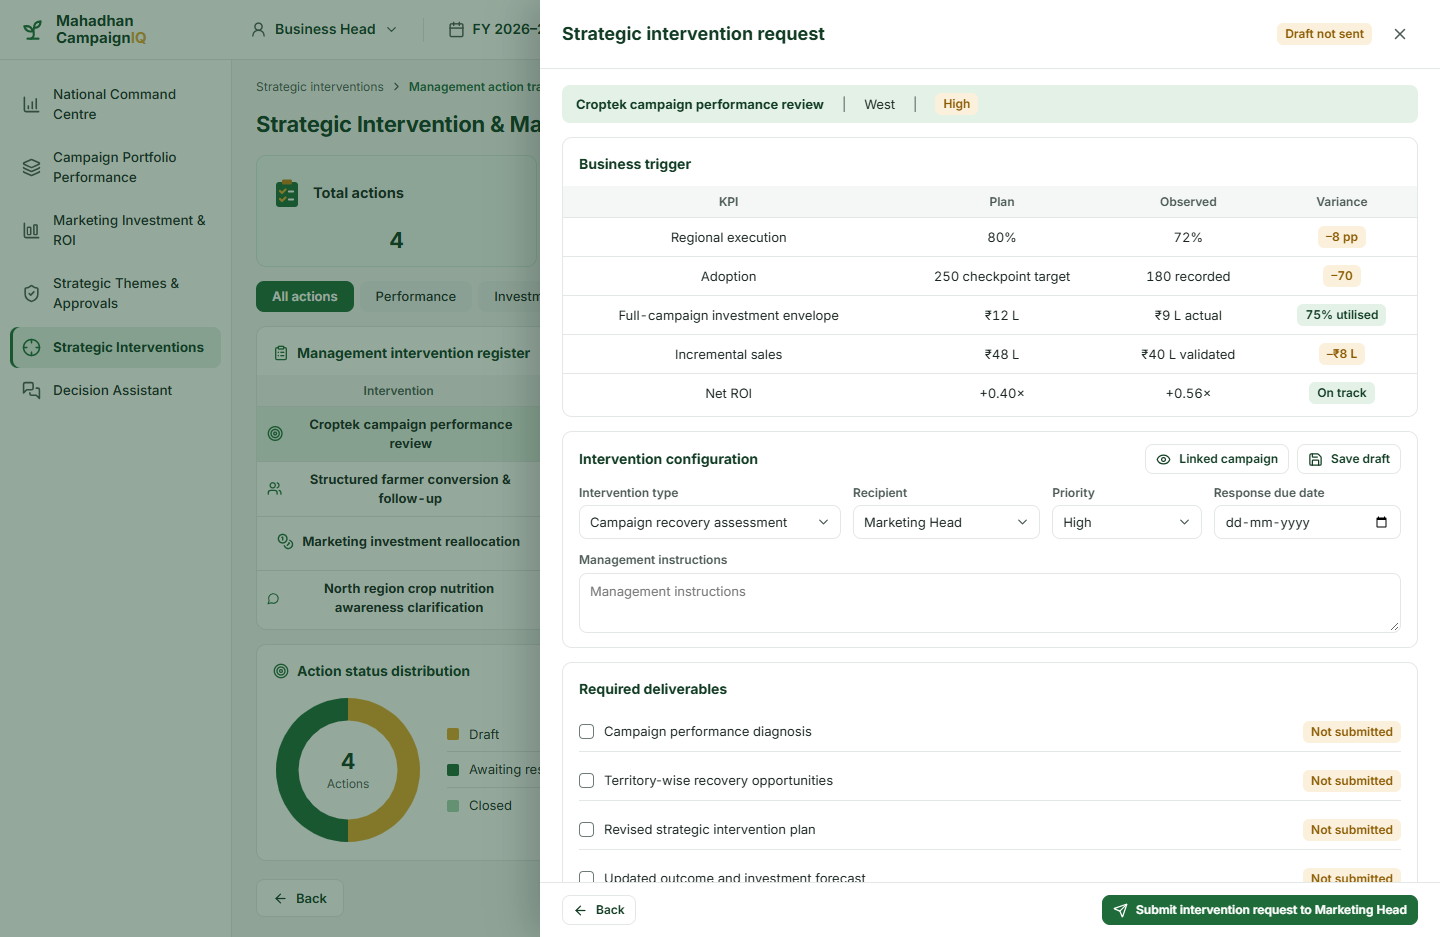 Mahadhan
CampaignIQ
Business Head
FY 2026–2
National Command
Centre
Campaign Portfolio
Performance
Marketing Investment &
ROI
Strategic Themes &
Approvals
Strategic Interventions
Decision Assistant
Strategic interventions > Management action tra
Strategic Intervention & Ma
Total actions
4
All actions
Performance
Investm
Management intervention register
Intervention
Croptek campaign performance
review
Structured farmer conversion &
follow-up
Marketing investment reallocation
North region crop nutrition
awareness clarification
Action status distribution
4
Actions
Draft
Awaiting res
Closed
Back
Strategic intervention request
Draft not sent
Croptek campaign performance review | West | High
Business trigger
KPI Plan Observed Variance
Regional execution 80% 72% –8 pp
Adoption 250 checkpoint target 180 recorded –70
Full-campaign investment envelope ₹12 L ₹9 L actual 75% utilised
Incremental sales ₹48 L ₹40 L validated –₹8 L
Net ROI +0.40× +0.56× On track
Intervention configuration
Linked campaign
Save draft
Intervention type Recipient Priority Response due date
Campaign recovery assessment Marketing Head High dd-mm-yyyy
Management instructions
Management instructions
Required deliverables
Campaign performance diagnosis Not submitted
Territory-wise recovery opportunities Not submitted
Revised strategic intervention plan Not submitted
Updated outcome and investment forecast Not submitted
Back
Submit intervention request to Marketing Head